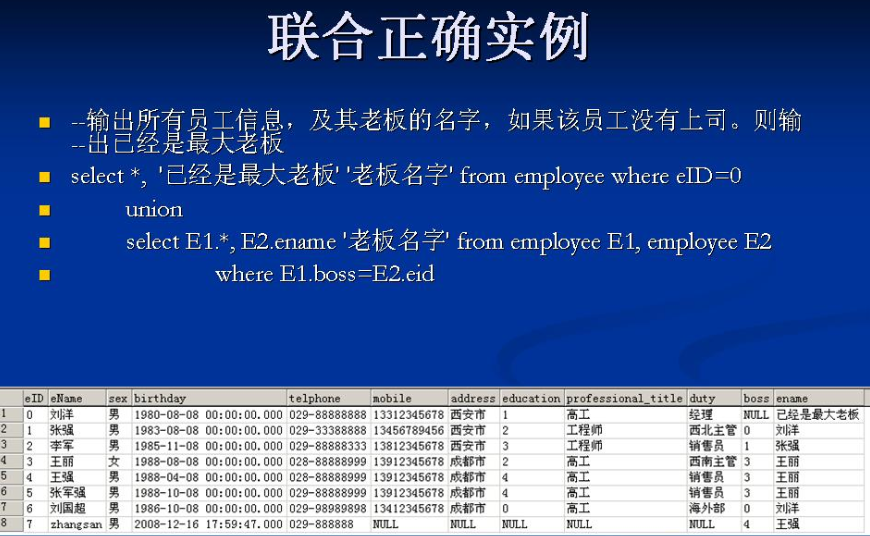 联合正确实例
--输出所有员工信息，及其老板的名字，如果该员工没有上司。则输
--出已经是最大老板
select *, '已经是最大老板' '老板名字' from employee where eID=0
union
select E1.*, E2.ename '老板名字' from employee E1, employee E2
where E1.boss=E2.eid
eID eName sex birthday telphone mobile address education professional_title duty boss ename
1 0 刘洋 男 1980-08-08 00:00:00.000 029-88888888 13312345678 西安市 1 高工 经理 NULL 已经是最大老板
2 1 张强 男 1983-08-08 00:00:00.000 029-33388888 13456789456 西安市 2 工程师 西北主管 0 刘洋
3 2 李军 男 1985-11-08 00:00:00.000 029-88888333 13812345678 西安市 3 工程师 销售员 1 张强
4 3 王丽 女 1988-08-08 00:00:00.000 028-88888999 13912345678 成都市 2 高工 西南主管 3 王丽
5 4 王强 男 1988-04-08 00:00:00.000 028-88888999 13912345678 成都市 4 高工 销售员 3 王丽
6 5 张军强 男 1988-10-08 00:00:00.000 028-88888999 13912345678 成都市 4 高工 销售员 3 王丽
7 6 刘国超 男 1986-10-08 00:00:00.000 029-98989898 13412345678 成都市 0 高工 海外部 0 刘洋
8 7 zhangsan 男 2008-12-16 17:59:47.000 029-888888 NULL NULL NULL NULL NULL 4 王强